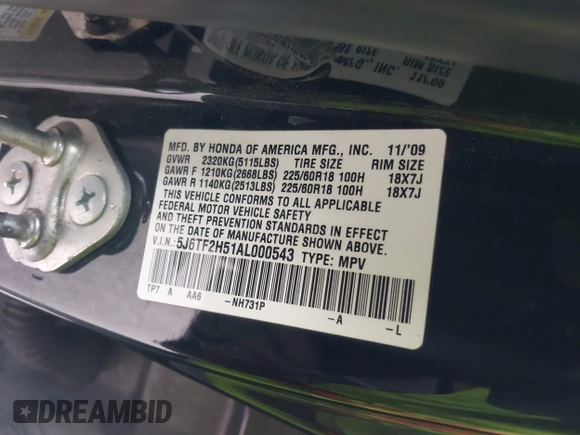 MFD. BY HONDA OF AMERICA MFG., INC. 11/'09
GVWR 2320KG(5115LBS) TIRE SIZE RIM SIZE
GAWR F 1210KG(2668LBS) 225/60R18 100H 18X7J
GAWR R 1140KG(2513LBS) 225/60R18 100H 18X7J
THIS VEHICLE CONFORMS TO ALL APPLICABLE
FEDERAL MOTOR VEHICLE SAFETY
AND THEFT PREVENTION STANDARDS IN EFFECT
ON THE DATE OF MANUFACTURE SHOWN ABOVE.
V.I.N.: 5J6TF2H51AL000543 TYPE: MPV
TP7 A AA6 -NH731P -A -L
DREAMBID